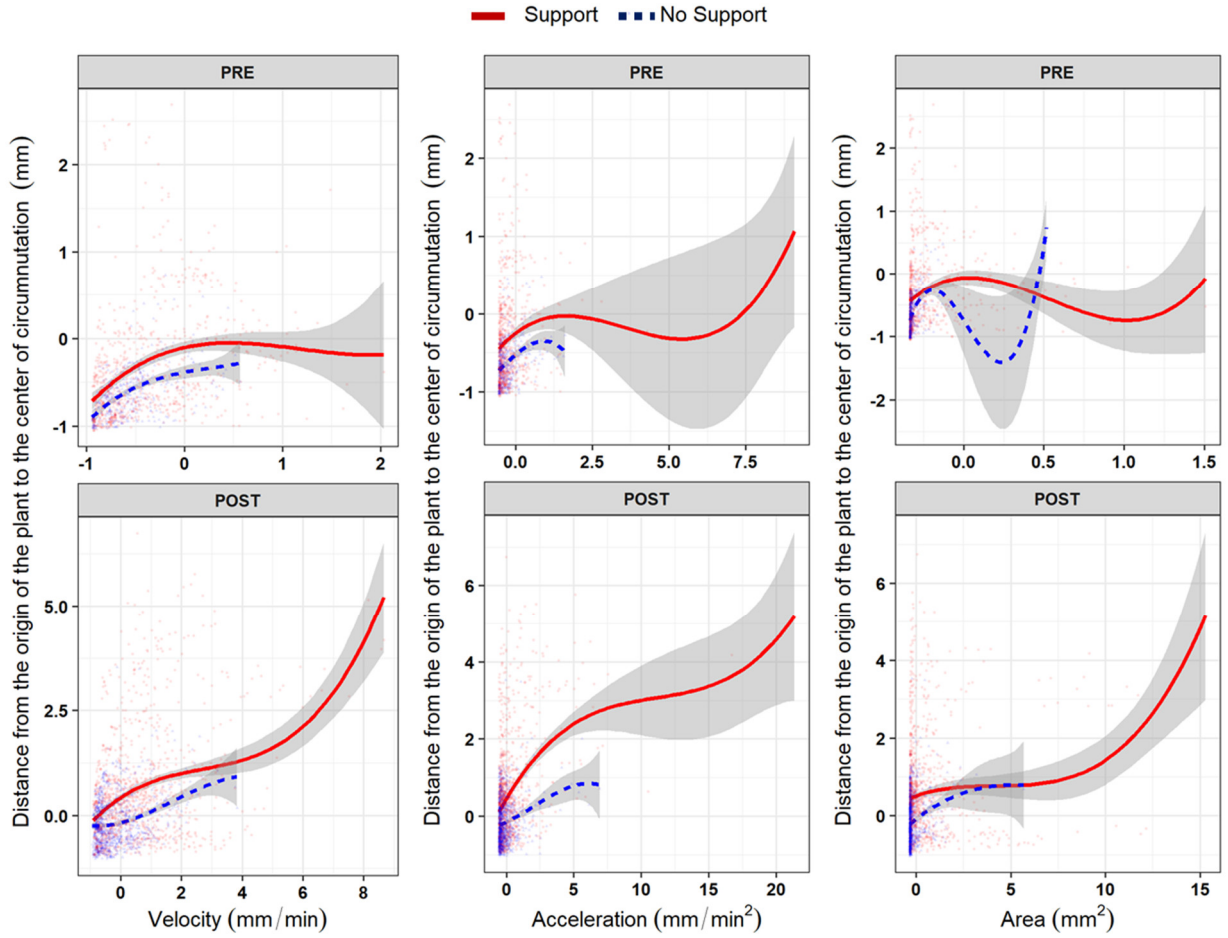 Support No Support
PRE
PRE
PRE
Distance from the origin of the plant to the center of circumnutation (mm)
2
1
0
-1
-1 0 1 2
Distance from the origin of the plant to the center of circumnutation (mm)
2
1
0
-1
0.0 2.5 5.0 7.5
Distance from the origin of the plant to the center of circumnutation (mm)
2
1
0
-1
-2
0.0 0.5 1.0 1.5
POST
POST
POST
5.0
2.5
0.0
0 2 4 6 8
Velocity (mm/min)
6
4
2
0
0 5 10 15 20
Acceleration (mm/min²)
6
4
2
0
0 5 10 15
Area (mm²)